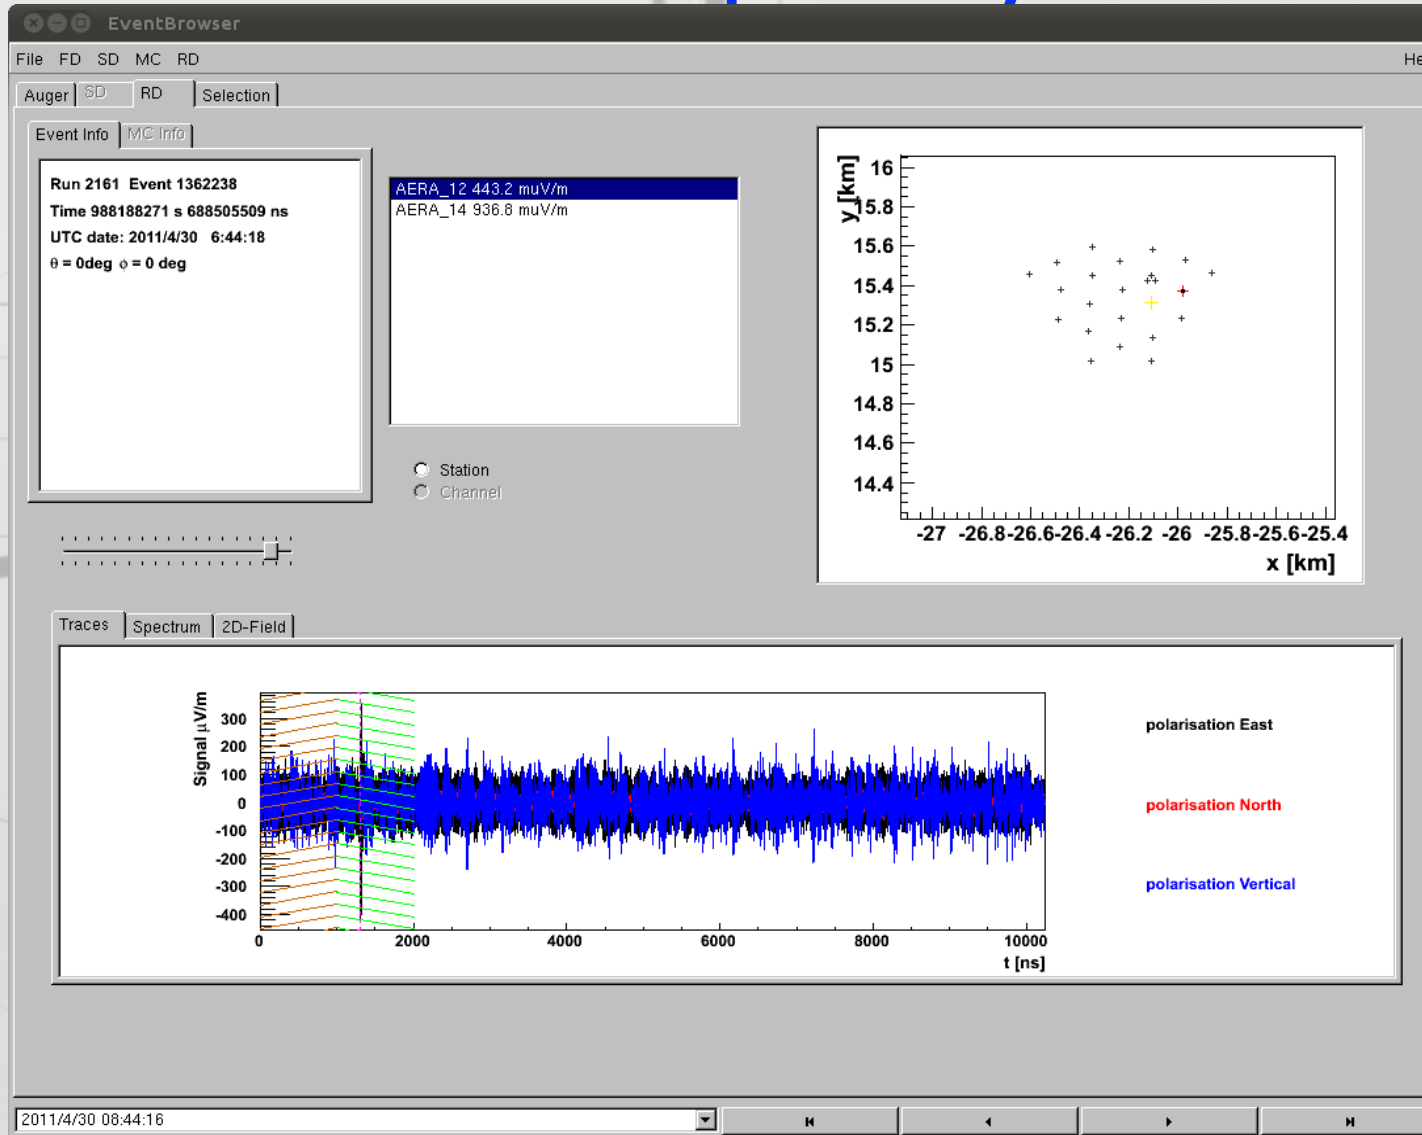 EventBrowser
File FD SD MC RD
He
Auger SD RD Selection
Event Info MC Info
Run 2161 Event 1362238
Time 988188271 s 688505509 ns
UTC date: 2011/4/30 6:44:18
θ = 0deg φ = 0 deg
AERA_12 443.2 muV/m
AERA_14 936.8 muV/m
Station
Channel
y [km]
16
15.8
15.6
15.4
15.2
15
14.8
14.6
14.4
-27 -26.8 -26.6 -26.4 -26.2 -26 -25.8 -25.6 -25.4
x [km]
Traces Spectrum 2D-Field
Signal μV/m
300
200
100
0
-100
-200
-300
-400
0 2000 4000 6000 8000 10000
t [ns]
polarisation East
polarisation North
polarisation Vertical
2011/4/30 08:44:16